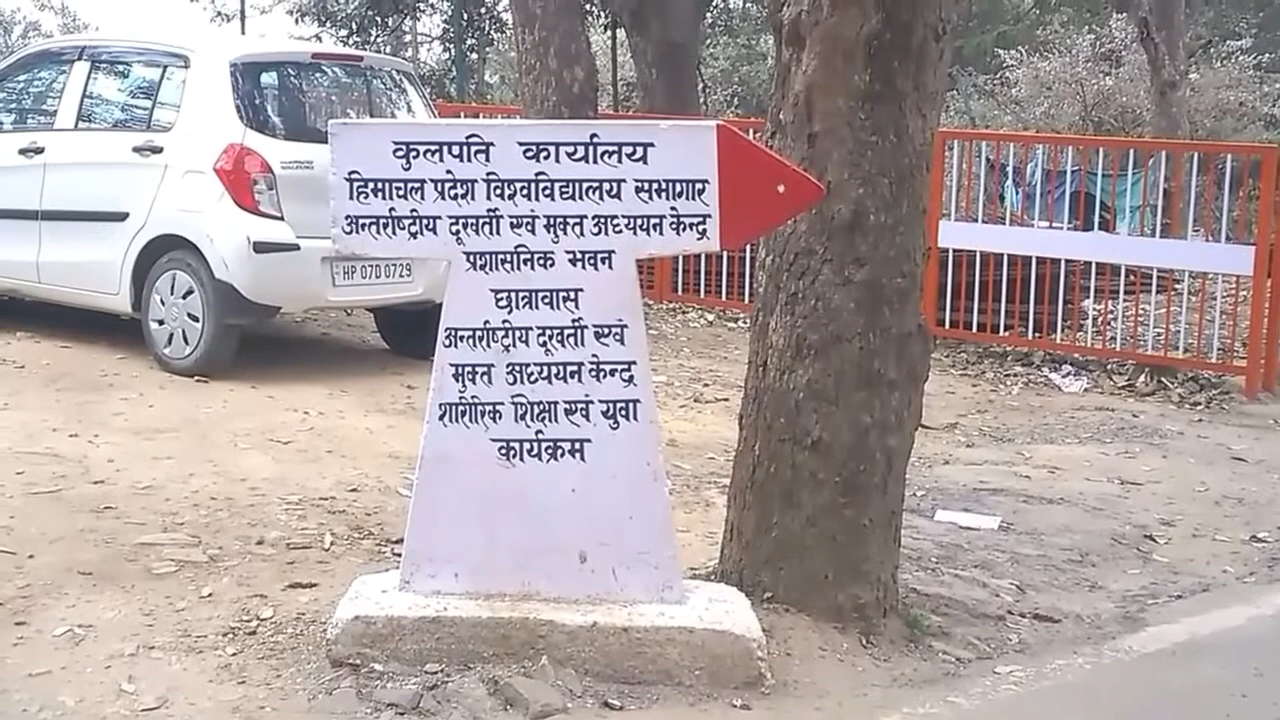 कुलपति कार्यालय
हिमाचल प्रदेश विश्वविद्यालय सभागार
अन्तर्राष्ट्रीय दूरवर्ती एवं मुक्त अध्ययन केन्द्र
प्रशासनिक भवन
छात्रावास
अन्तर्राष्ट्रीय दूरवर्ती एवं
मुक्त अध्ययन केन्द्र
शारीरिक शिक्षा एवं युवा
कार्यक्रम
HP 07D 0729